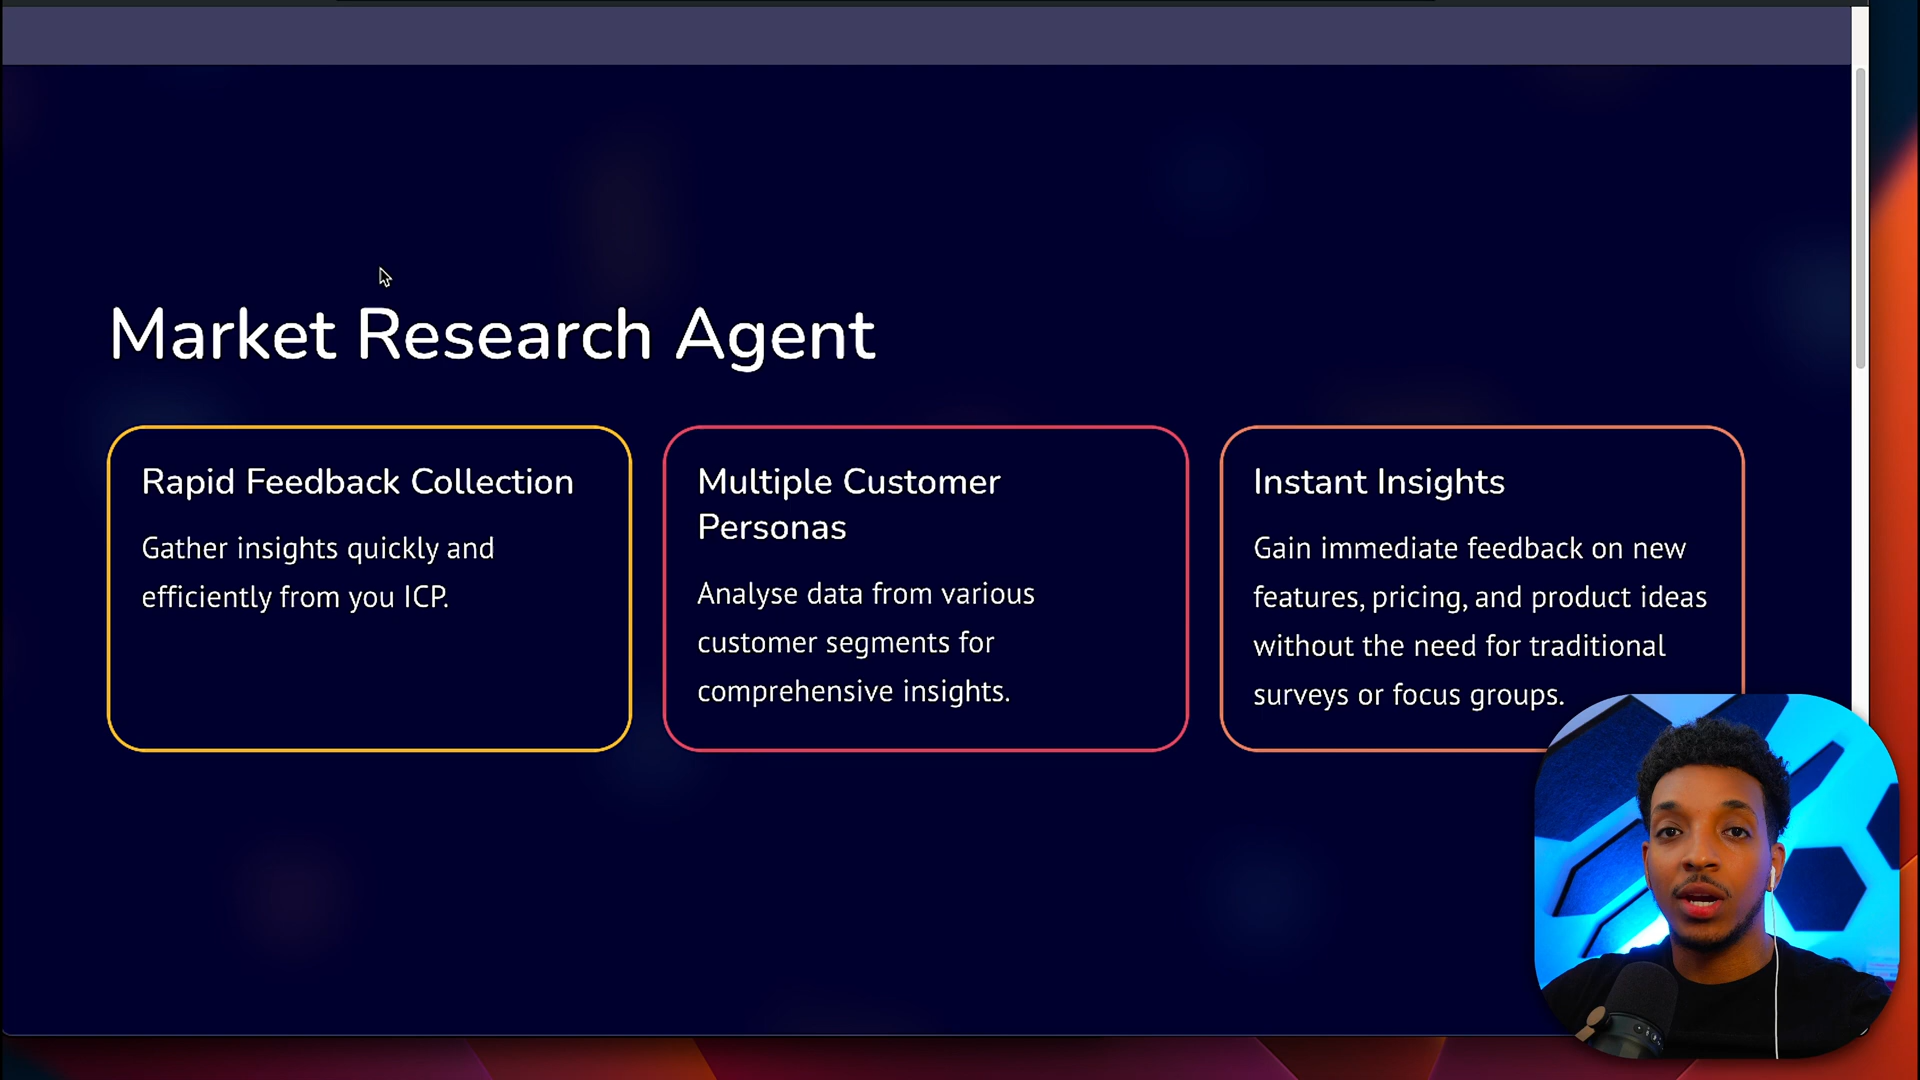 Market Research Agent
Rapid Feedback Collection
Gather insights quickly and
efficiently from you ICP.
Multiple Customer
Personas
Analyse data from various
customer segments for
comprehensive insights.
Instant Insights
Gain immediate feedback on new
features, pricing, and product ideas
without the need for traditional
surveys or focus groups.